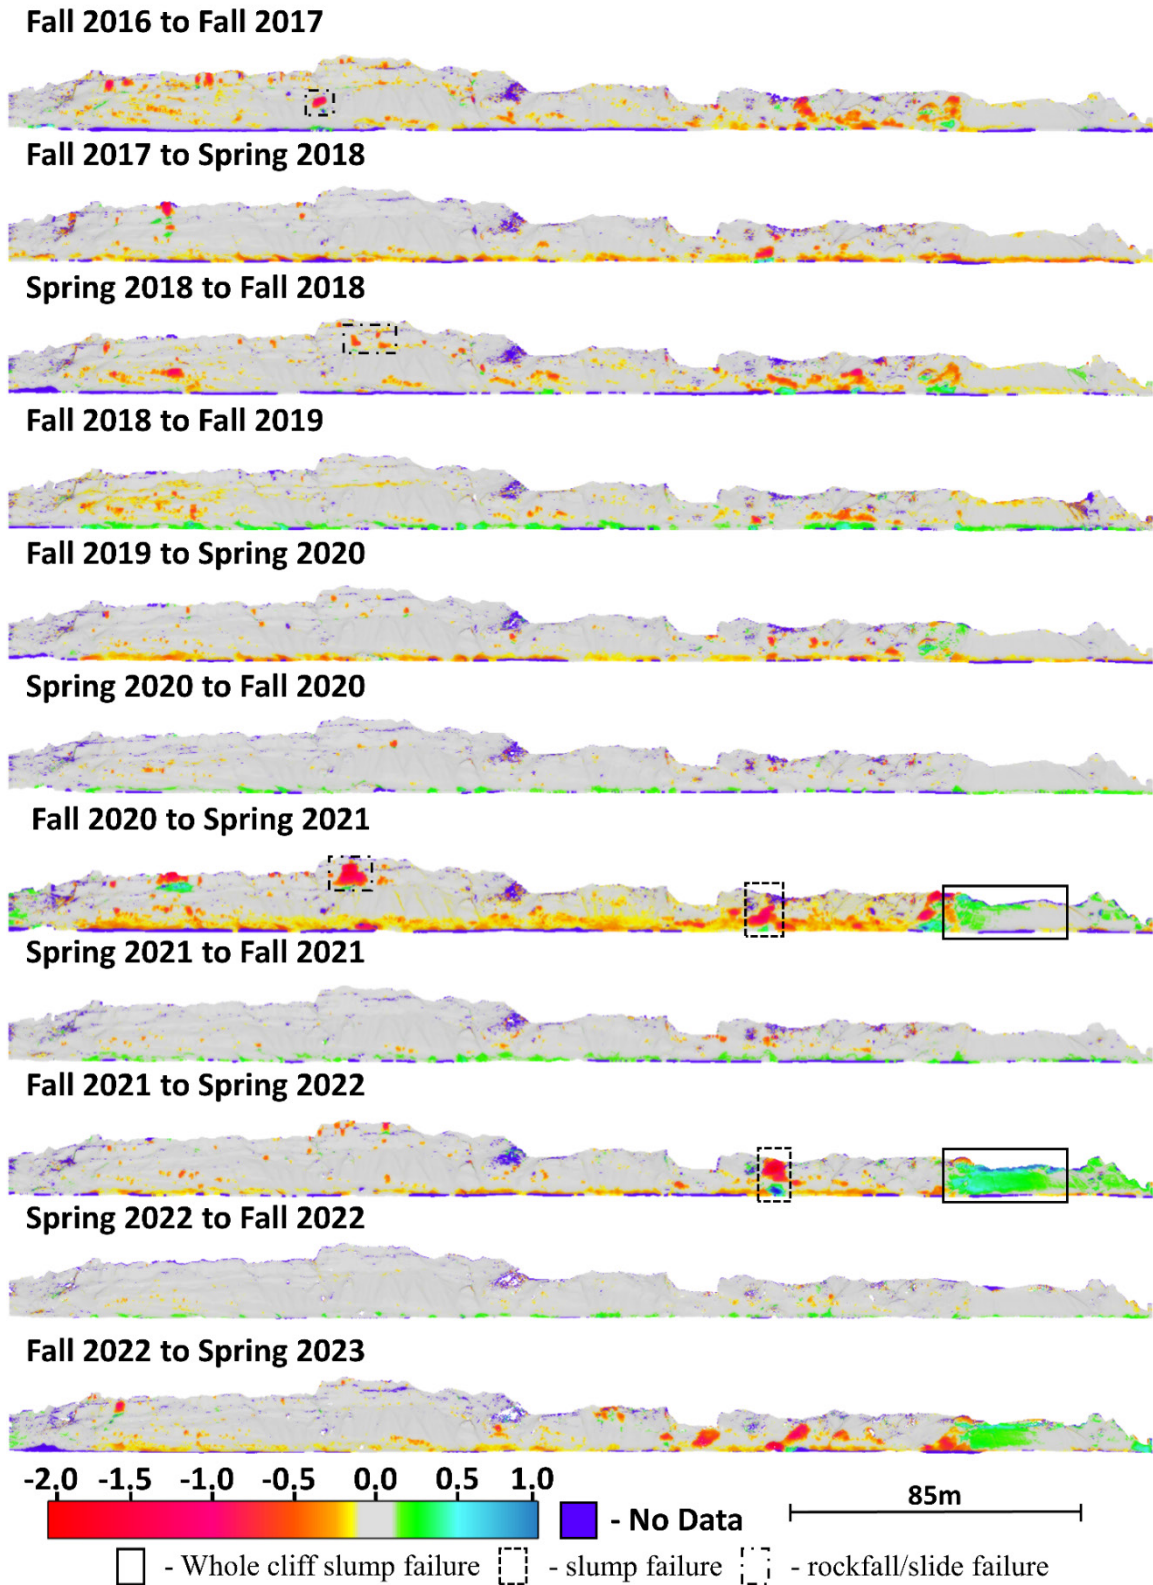 Fall 2016 to Fall 2017
Fall 2017 to Spring 2018
Spring 2018 to Fall 2018
Fall 2018 to Fall 2019
Fall 2019 to Spring 2020
Spring 2020 to Fall 2020
Fall 2020 to Spring 2021
Spring 2021 to Fall 2021
Fall 2021 to Spring 2022
Spring 2022 to Fall 2022
Fall 2022 to Spring 2023
-2.0 -1.5 -1.0 -0.5 0.0 0.5 1.0
85m
- No Data
- Whole cliff slump failure - slump failure - rockfall/slide failure